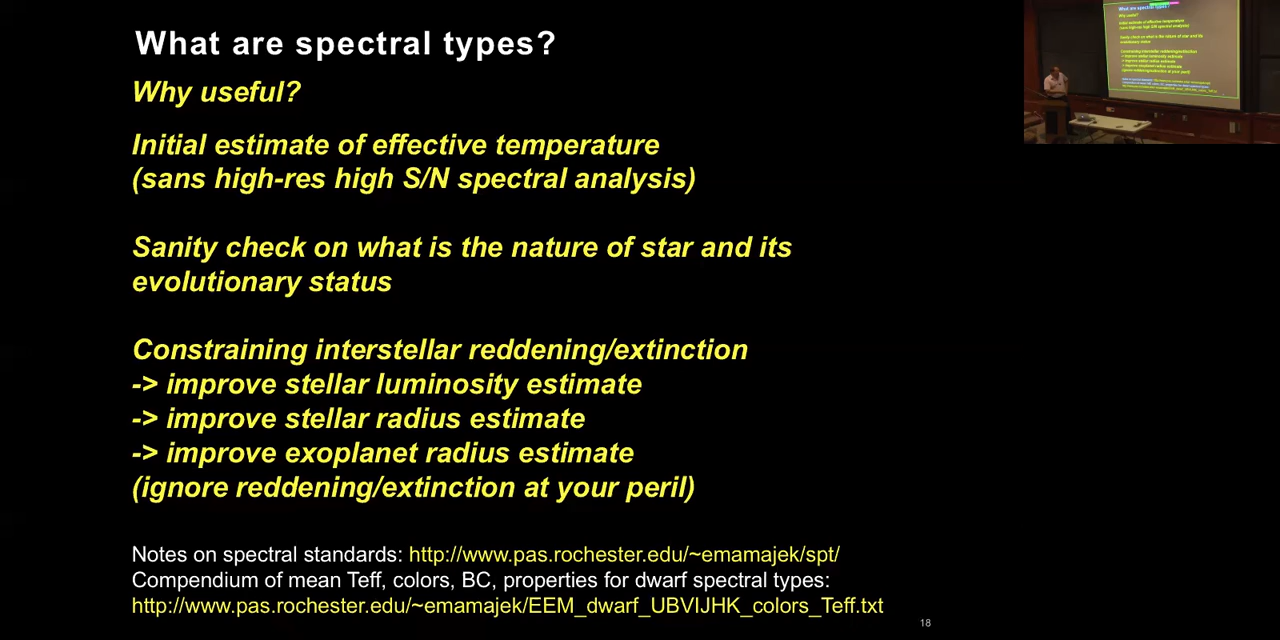 What are spectral types?
Why useful?
Initial estimate of effective temperature
(sans high-res high S/N spectral analysis)
Sanity check on what is the nature of star and its
evolutionary status
Constraining interstellar reddening/extinction
-> improve stellar luminosity estimate
-> improve stellar radius estimate
-> improve exoplanet radius estimate
(ignore reddening/extinction at your peril)
Notes on spectral standards: http://www.pas.rochester.edu/~emamajek/spt/
Compendium of mean Teff, colors, BC, properties for dwarf spectral types:
http://www.pas.rochester.edu/~emamajek/EEM_dwarf_UBVIJHK_colors_Teff.txt
18